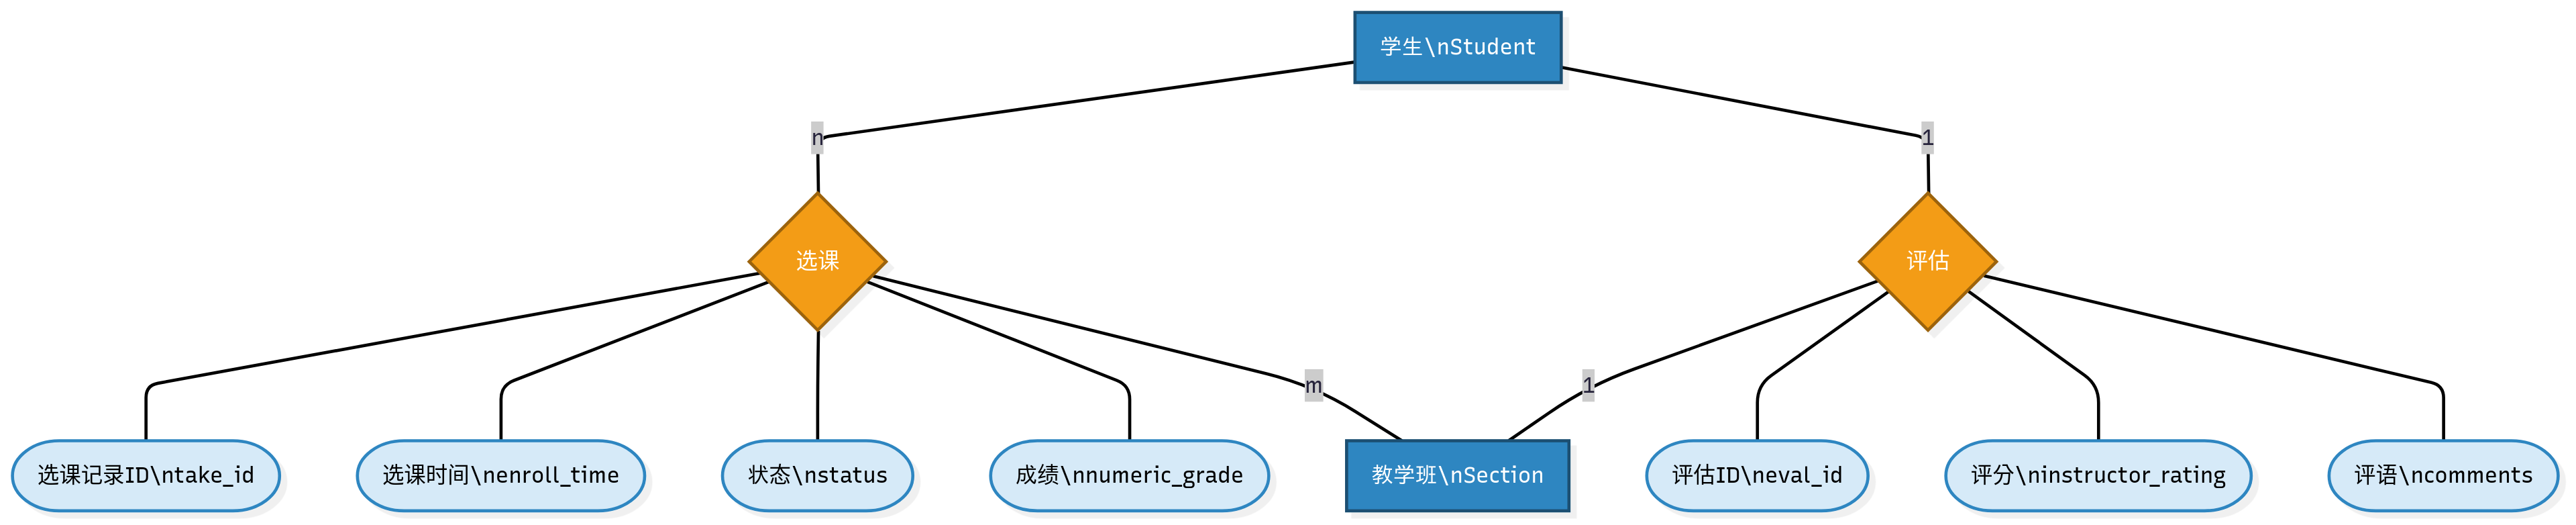 学生\nStudent
n
1
选课
评估
m
1
选课记录ID\ntake_id
选课时间\nenroll_time
状态\nstatus
成绩\nnumeric_grade
教学班\nSection
评估ID\neval_id
评分\ninstructor_rating
评语\ncomments